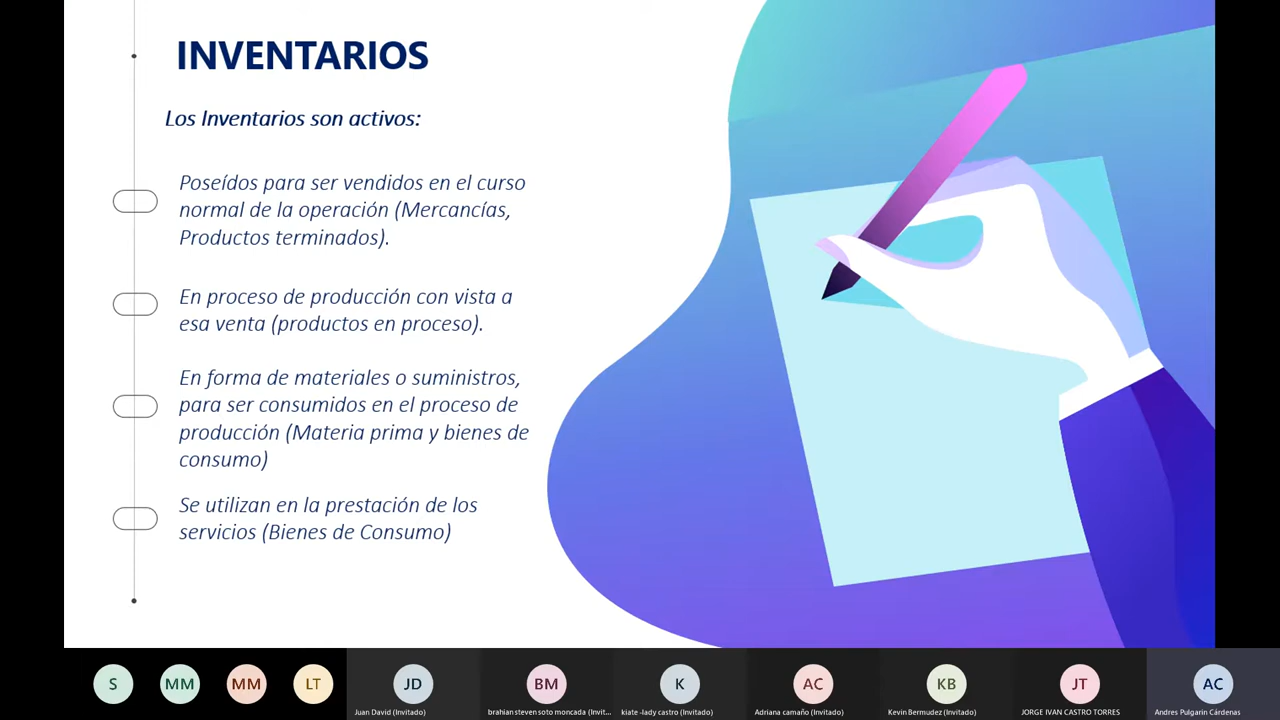 INVENTARIOS
Los Inventarios son activos:
Poseídos para ser vendidos en el curso
normal de la operación (Mercancías,
Productos terminados).
En proceso de producción con vista a
esa venta (productos en proceso).
En forma de materiales o suministros,
para ser consumidos en el proceso de
producción (Materia prima y bienes de
consumo)
Se utilizan en la prestación de los
servicios (Bienes de Consumo)
S MM MM LT JD BM K AC KB JT AC
Juan David (Invitado) brahian steven soto moncada (Invit... kiate -lady castro (Invitado) Adriana camaño (Invitado) Kevin Bermudez (Invitado) JORGE IVAN CASTRO TORRES Andres Pulgarin Cárdenas